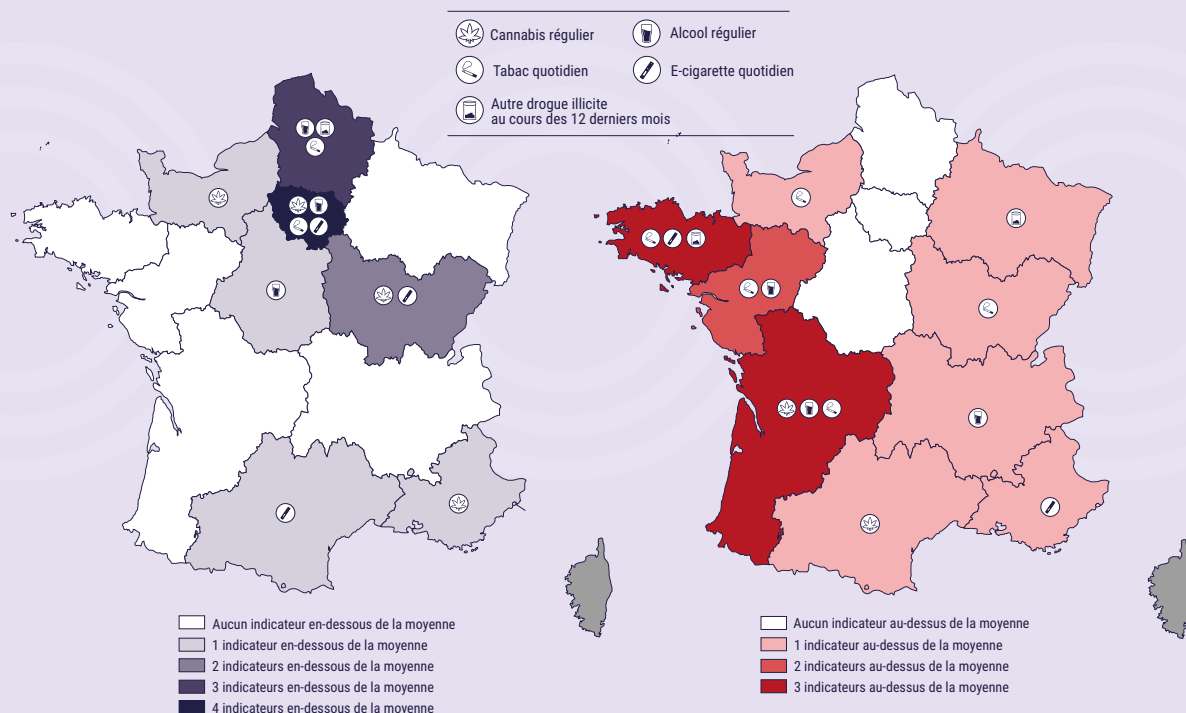 Cannabis régulier
Alcool régulier
Tabac quotidien
E-cigarette quotidien
Autre drogue illicite
au cours des 12 derniers mois
Aucun indicateur en-dessous de la moyenne
1 indicateur en-dessous de la moyenne
2 indicateurs en-dessous de la moyenne
3 indicateurs en-dessous de la moyenne
4 indicateurs en-dessous de la moyenne
Aucun indicateur au-dessus de la moyenne
1 indicateur au-dessus de la moyenne
2 indicateurs au-dessus de la moyenne
3 indicateurs au-dessus de la moyenne